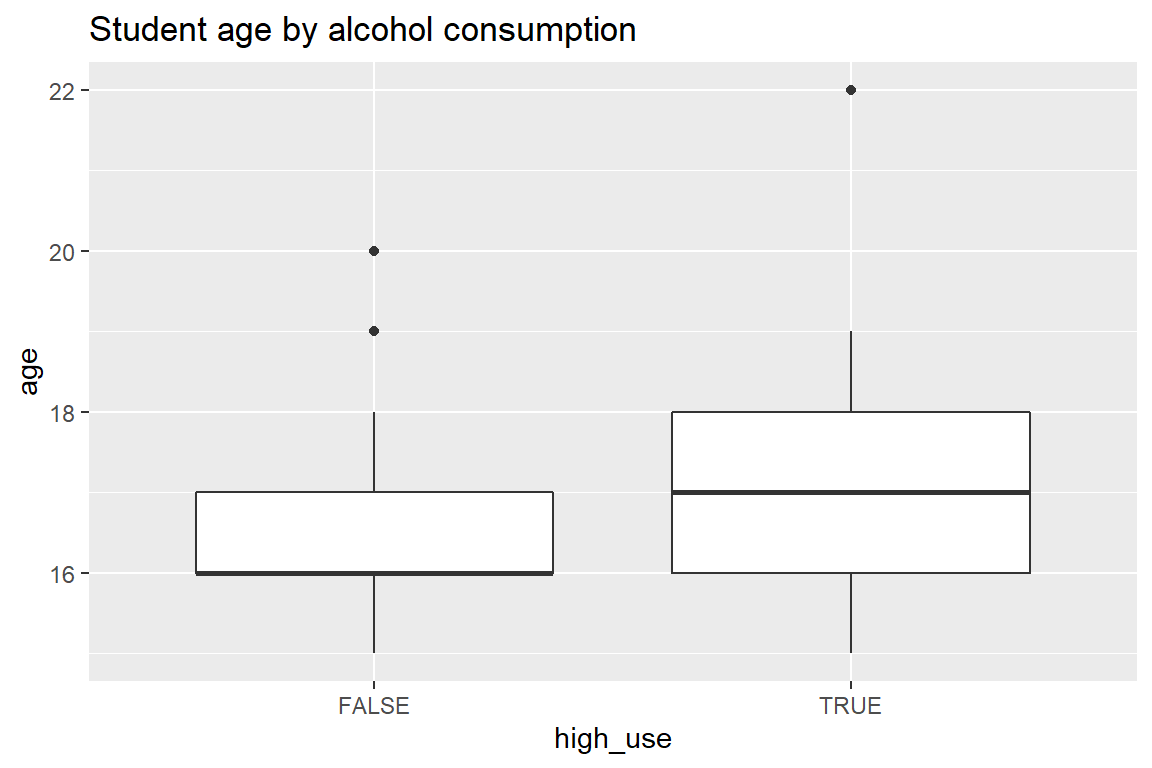 Student age by alcohol consumption
22
20
18
16
age
FALSE
TRUE
high_use